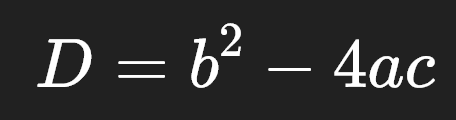 D = b² − 4ac